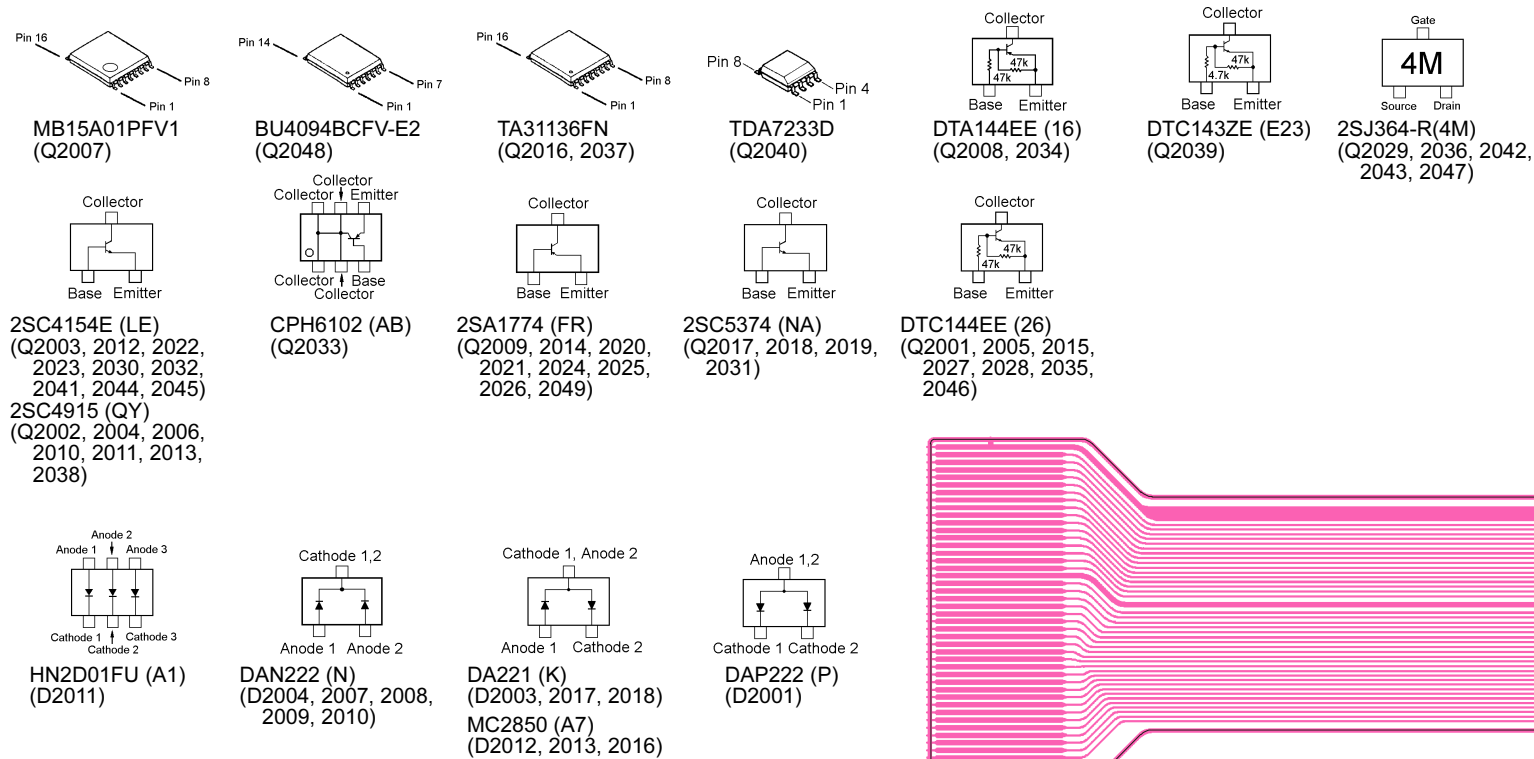 Pin 16
Pin 8
Pin 1
MB15A01PFV1
(Q2007)
Pin 14
Pin 7
Pin 1
BU4094BCFV-E2
(Q2048)
Pin 16
Pin 8
Pin 1
TA31136FN
(Q2016, 2037)
Pin 8
Pin 4
Pin 1
TDA7233D
(Q2040)
Collector
47k
47k
Base Emitter
DTA144EE (16)
(Q2008, 2034)
Collector
47k
4.7k
Base Emitter
DTC143ZE (E23)
(Q2039)
Gate
4M
Source Drain
2SJ364-R(4M)
(Q2029, 2036, 2042,
2043, 2047)
Collector
Base Emitter
2SC4154E (LE)
(Q2003, 2012, 2022,
2023, 2030, 2032,
2041, 2044, 2045)
2SC4915 (QY)
(Q2002, 2004, 2006,
2010, 2011, 2013,
2038)
Collector
Collector Emitter
Collector Base
Collector
CPH6102 (AB)
(Q2033)
Collector
Base Emitter
2SA1774 (FR)
(Q2009, 2014, 2020,
2021, 2024, 2025,
2026, 2049)
Collector
Base Emitter
2SC5374 (NA)
(Q2017, 2018, 2019,
2031)
Collector
47k
47k
Base Emitter
DTC144EE (26)
(Q2001, 2005, 2015,
2027, 2028, 2035,
2046)
Anode 2
Anode 1 Anode 3
Cathode 1 Cathode 3
Cathode 2
HN2D01FU (A1)
(D2011)
Cathode 1,2
Anode 1 Anode 2
DAN222 (N)
(D2004, 2007, 2008,
2009, 2010)
Cathode 1, Anode 2
Anode 1 Cathode 2
DA221 (K)
(D2003, 2017, 2018)
MC2850 (A7)
(D2012, 2013, 2016)
Anode 1,2
Cathode 1 Cathode 2
DAP222 (P)
(D2001)